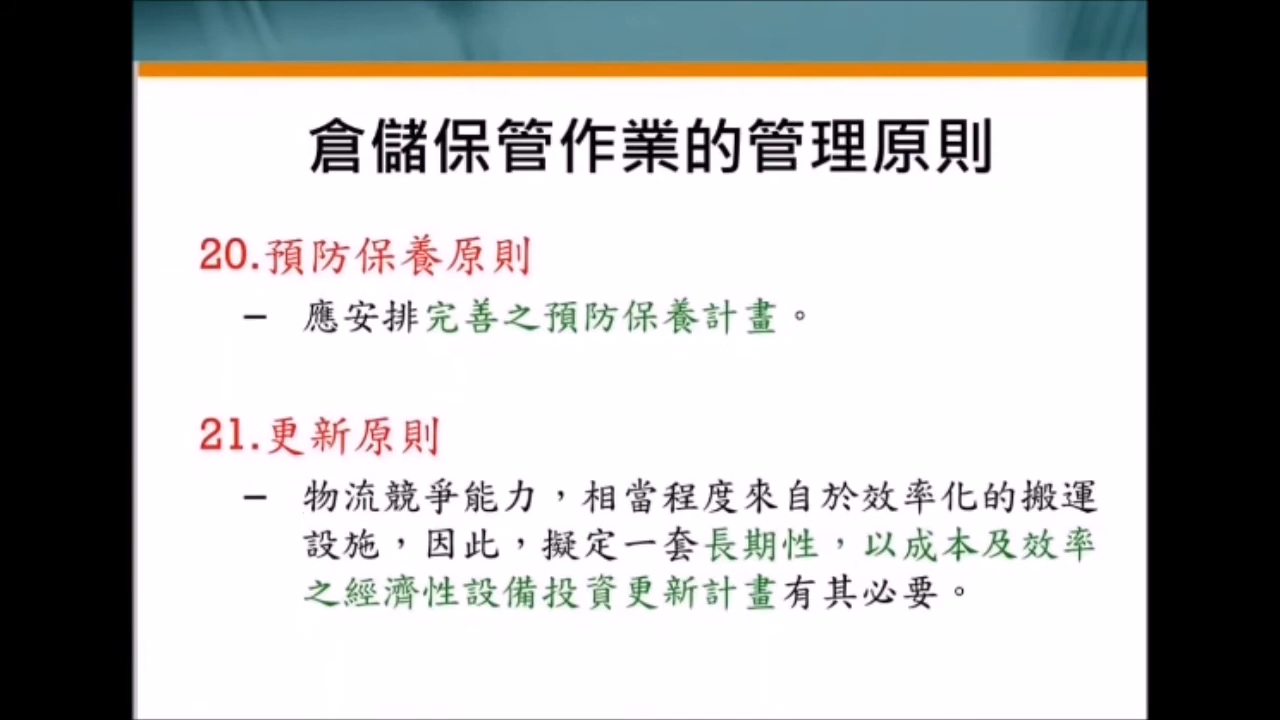 倉儲保管作業的管理原則
20.預防保養原則
– 應安排完善之預防保養計畫。
21.更新原則
– 物流競爭能力，相當程度來自於效率化的搬運
設施，因此，擬定一套長期性，以成本及效率
之經濟性設備投資更新計畫有其必要。